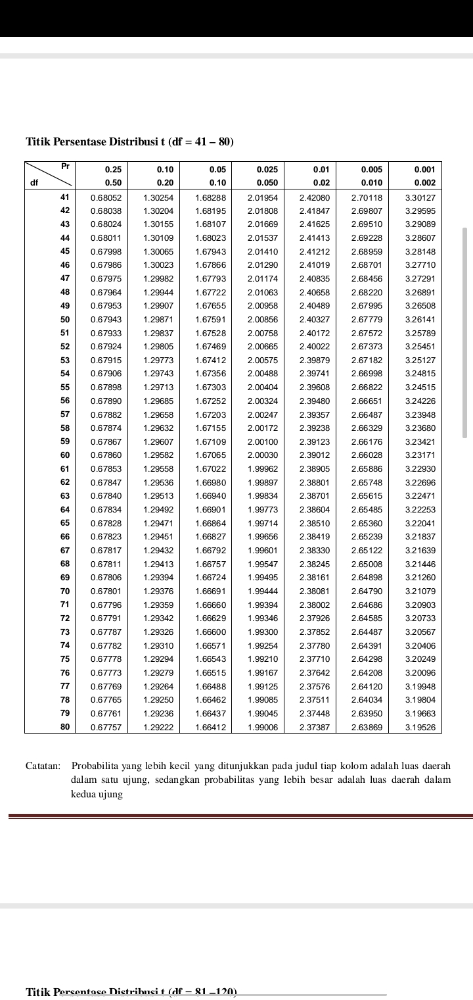 Titik Persentase Distribusi t (df = 41 – 80)
Pr 0.25 0.10 0.05 0.025 0.01 0.005 0.001
df 0.50 0.20 0.10 0.050 0.02 0.010 0.002
41 0.68052 1.30254 1.68288 2.01954 2.42080 2.70118 3.30127
42 0.68038 1.30204 1.68195 2.01808 2.41847 2.69807 3.29595
43 0.68024 1.30155 1.68107 2.01669 2.41625 2.69510 3.29089
44 0.68011 1.30109 1.68023 2.01537 2.41413 2.69228 3.28607
45 0.67998 1.30065 1.67943 2.01410 2.41212 2.68959 3.28148
46 0.67986 1.30023 1.67866 2.01290 2.41019 2.68701 3.27710
47 0.67975 1.29982 1.67793 2.01174 2.40835 2.68456 3.27291
48 0.67964 1.29944 1.67722 2.01063 2.40658 2.68220 3.26891
49 0.67953 1.29907 1.67655 2.00958 2.40489 2.67995 3.26508
50 0.67943 1.29871 1.67591 2.00856 2.40327 2.67779 3.26141
51 0.67933 1.29837 1.67528 2.00758 2.40172 2.67572 3.25789
52 0.67924 1.29805 1.67469 2.00665 2.40022 2.67373 3.25451
53 0.67915 1.29773 1.67412 2.00575 2.39879 2.67182 3.25127
54 0.67906 1.29743 1.67356 2.00488 2.39741 2.66998 3.24815
55 0.67898 1.29713 1.67303 2.00404 2.39608 2.66822 3.24515
56 0.67890 1.29685 1.67252 2.00324 2.39480 2.66651 3.24226
57 0.67882 1.29658 1.67203 2.00247 2.39357 2.66487 3.23948
58 0.67874 1.29632 1.67155 2.00172 2.39238 2.66329 3.23680
59 0.67867 1.29607 1.67109 2.00100 2.39123 2.66176 3.23421
60 0.67860 1.29582 1.67065 2.00030 2.39012 2.66028 3.23171
61 0.67853 1.29558 1.67022 1.99962 2.38905 2.65886 3.22930
62 0.67847 1.29536 1.66980 1.99897 2.38801 2.65748 3.22696
63 0.67840 1.29513 1.66940 1.99834 2.38701 2.65615 3.22471
64 0.67834 1.29492 1.66901 1.99773 2.38604 2.65485 3.22253
65 0.67828 1.29471 1.66864 1.99714 2.38510 2.65360 3.22041
66 0.67823 1.29451 1.66827 1.99656 2.38419 2.65239 3.21837
67 0.67817 1.29432 1.66792 1.99601 2.38330 2.65122 3.21639
68 0.67811 1.29413 1.66757 1.99547 2.38245 2.65008 3.21446
69 0.67806 1.29394 1.66724 1.99495 2.38161 2.64898 3.21260
70 0.67801 1.29376 1.66691 1.99444 2.38081 2.64790 3.21079
71 0.67796 1.29359 1.66660 1.99394 2.38002 2.64686 3.20903
72 0.67791 1.29342 1.66629 1.99346 2.37926 2.64585 3.20733
73 0.67787 1.29326 1.66600 1.99300 2.37852 2.64487 3.20567
74 0.67782 1.29310 1.66571 1.99254 2.37780 2.64391 3.20406
75 0.67778 1.29294 1.66543 1.99210 2.37710 2.64298 3.20249
76 0.67773 1.29279 1.66515 1.99167 2.37642 2.64208 3.20096
77 0.67769 1.29264 1.66488 1.99125 2.37576 2.64120 3.19948
78 0.67765 1.29250 1.66462 1.99085 2.37511 2.64034 3.19804
79 0.67761 1.29236 1.66437 1.99045 2.37448 2.63950 3.19663
80 0.67757 1.29222 1.66412 1.99006 2.37387 2.63869 3.19526
Catatan: Probabilita yang lebih kecil yang ditunjukkan pada judul tiap kolom adalah luas daerah
dalam satu ujung, sedangkan probabilitas yang lebih besar adalah luas daerah dalam
kedua ujung
Titik Persentase Distribusi t (df = 81 –120)